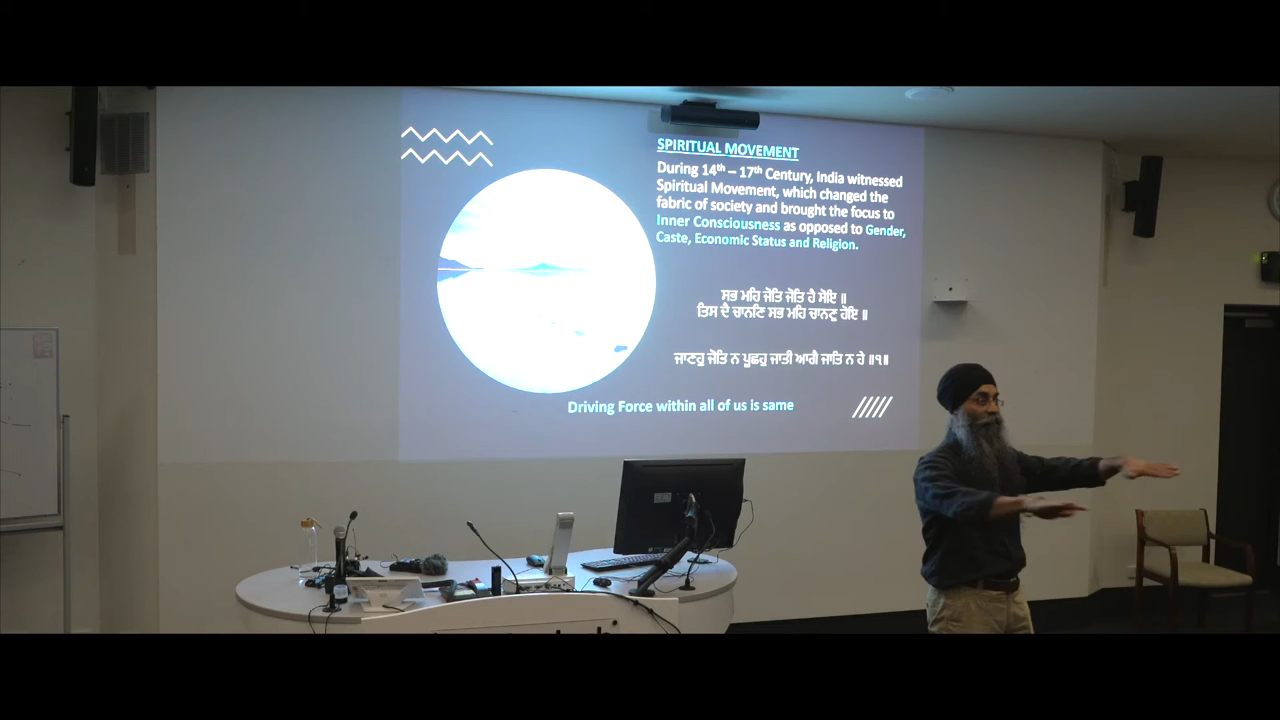 SPIRITUAL MOVEMENT
During 14th – 17th Century, India witnessed
Spiritual Movement, which changed the
fabric of society and brought the focus to
Inner Consciousness as opposed to Gender,
Caste, Economic Status and Religion.
ਸਭ ਮਹਿ ਜੋਤਿ ਜੋਤਿ ਹੈ ਸੋਇ ॥
ਤਿਸ ਦੈ ਚਾਨਣਿ ਸਭ ਮਹਿ ਚਾਨਣੁ ਹੋਇ ॥
ਜਾਣਹੁ ਜੋਤਿ ਨ ਪੂਛਹੁ ਜਾਤੀ ਆਗੈ ਜਾਤਿ ਨ ਹੇ ॥੧॥
Driving Force within all of us is same